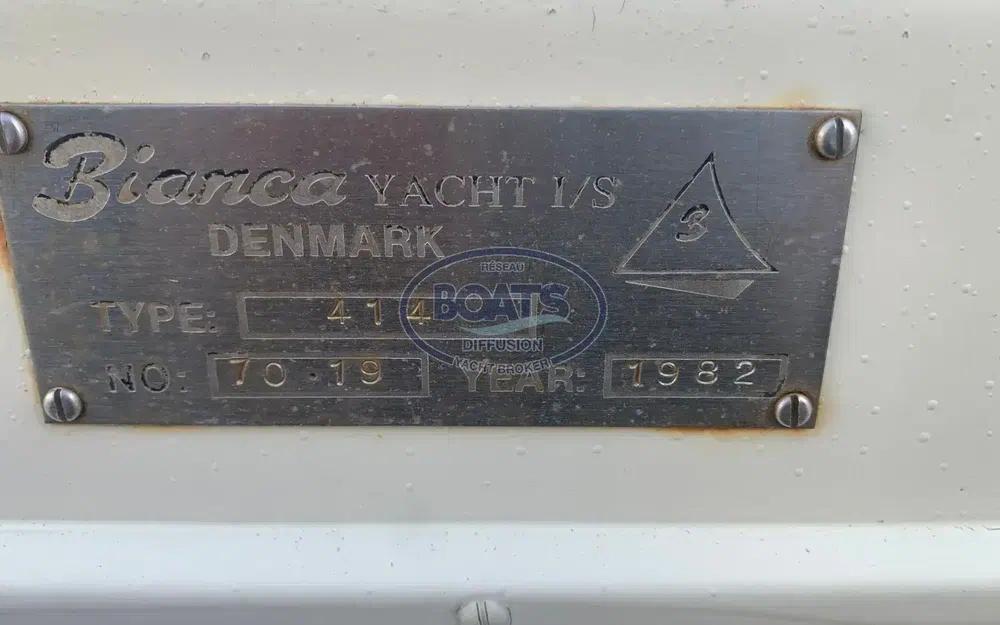 Bianca YACHT I/S
3
DENMARK
TYPE: 414
NO: 70.19 YEAR: 1982
RÉSEAU
BOATS
DIFFUSION
YACHT BROKER